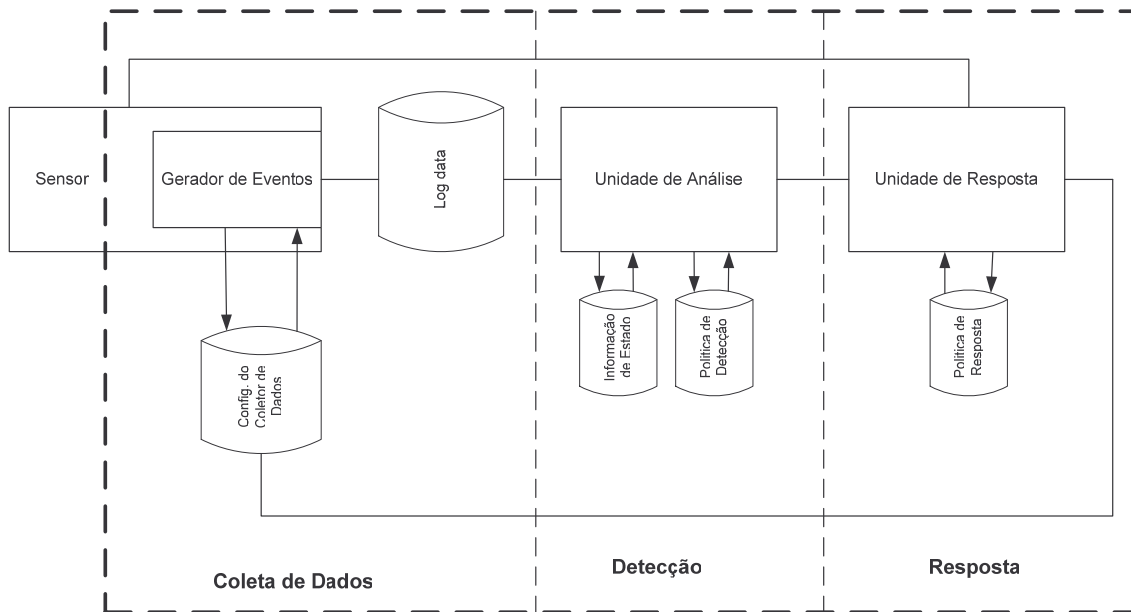 Sensor
Gerador de Eventos
Log data
Unidade de Análise
Unidade de Resposta
Config. do
Coletor de
Dados
Informação
de Estado
Política de
Detecção
Política de
Resposta
Coleta de Dados
Detecção
Resposta